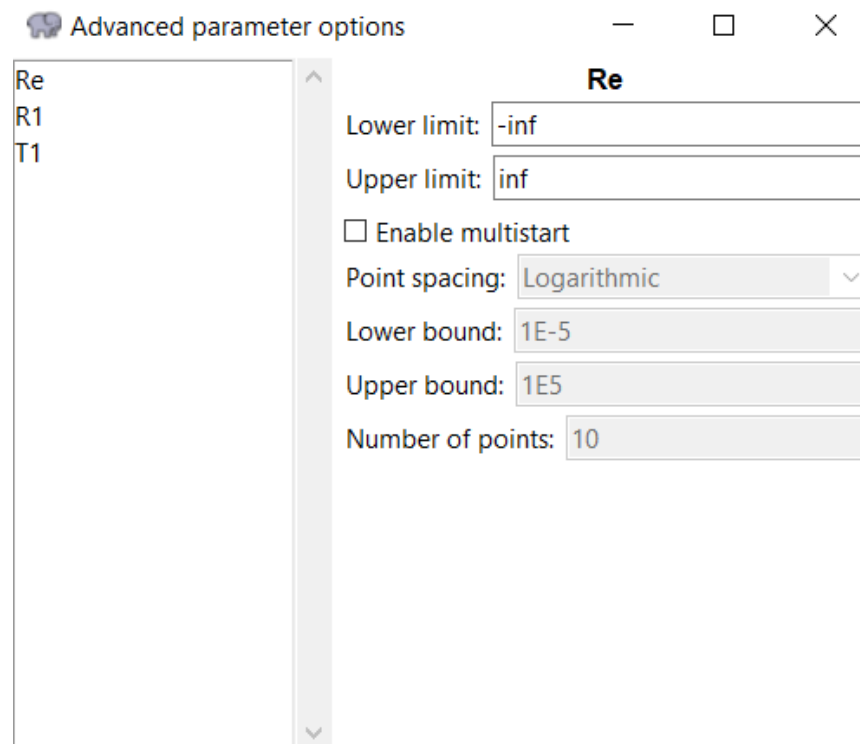 Advanced parameter options
Re
R1
T1
Re
Lower limit: -inf
Upper limit: inf
Enable multistart
Point spacing: Logarithmic
Lower bound: 1E-5
Upper bound: 1E5
Number of points: 10